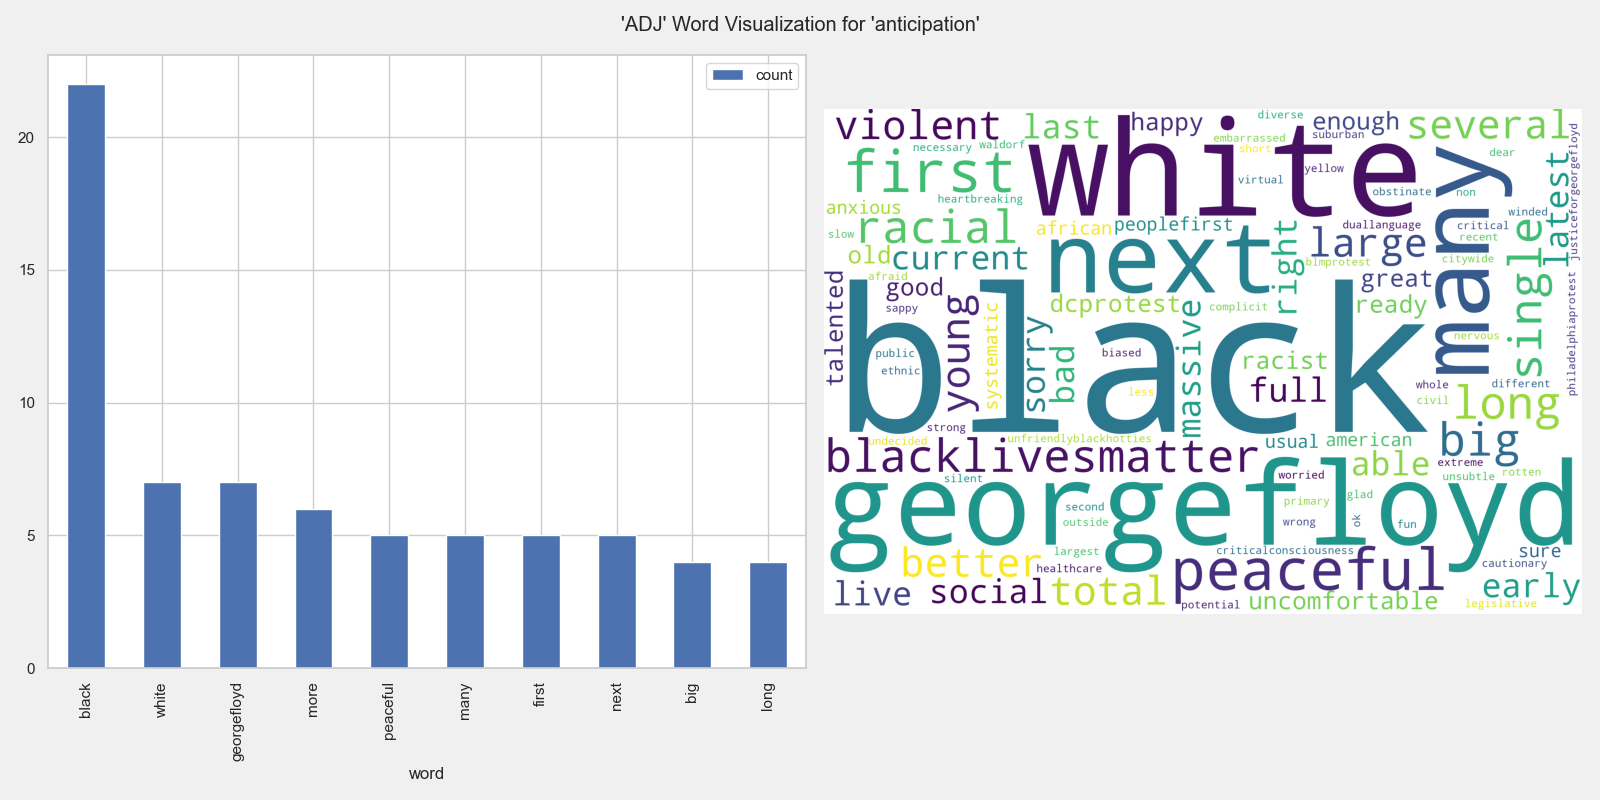 'ADJ' Word Visualization for 'anticipation'
count
20
15
10
5
0
black
white
georgefloyd
more
peaceful
many
first
next
big
long
word
violent
last
happy
diverse
enough
several
embarrassed
suburban
short
necessary
waldorf
first
white
yellow
dear
virtual
obstinate
non
heartbreaking
many
latest
justiceforgeorgefloyd
anxious
racial
slow
african
peoplefirst
duallanguage
winded
critical
recent
single
old
current
next
right
large
blmprotest
citywide
afraid
good
great
talented
sappy
young
systematic
sorry
dcprotest
massive
complicit
ready
nervous
philadelphiaprotest
black
public
ethnic
bad
biased
less
racist
full
whole
different
civil
long
strong
undecided
unfriendlyblackhotties
usual
american
big
blacklivesmatter
able
extreme
silent
worried
unsubtle
rotten
georgefloyd
second
outside
primary
glad
wrong
ok
fun
better
largest
healthcare
criticalconsciousness
sure
cautionary
peaceful
live
social
total
potential
uncomfortable
early
legislative